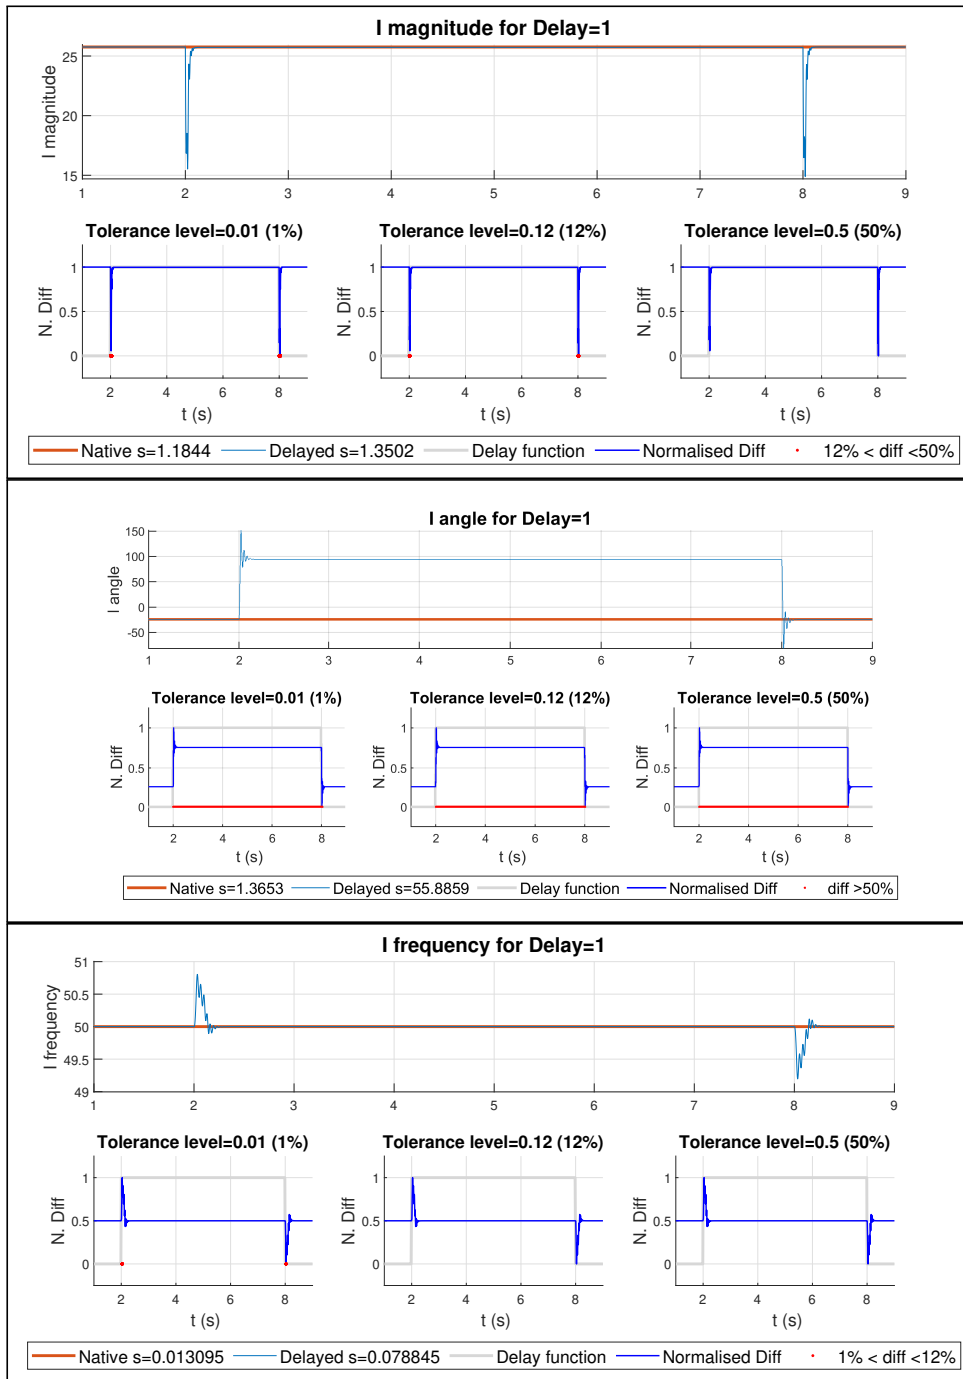 I magnitude for Delay=1
I magnitude
25
20
15
1 2 3 4 5 6 7 8 9
Tolerance level=0.01 (1%) Tolerance level=0.12 (12%) Tolerance level=0.5 (50%)
N. Diff N. Diff N. Diff
1 1 1
0.5 0.5 0.5
0 0 0
2 4 6 8 2 4 6 8 2 4 6 8
t (s) t (s) t (s)
Native s=1.1844 Delayed s=1.3502 Delay function Normalised Diff 12% < diff <50%
I angle for Delay=1
I angle
150
100
50
0
-50
1 2 3 4 5 6 7 8 9
Tolerance level=0.01 (1%) Tolerance level=0.12 (12%) Tolerance level=0.5 (50%)
N. Diff N. Diff N. Diff
1 1 1
0.5 0.5 0.5
0 0 0
2 4 6 8 2 4 6 8 2 4 6 8
t (s) t (s) t (s)
Native s=1.3653 Delayed s=55.8859 Delay function Normalised Diff diff >50%
I frequency for Delay=1
I frequency
51
50.5
50
49.5
49
1 2 3 4 5 6 7 8 9
Tolerance level=0.01 (1%) Tolerance level=0.12 (12%) Tolerance level=0.5 (50%)
N. Diff N. Diff N. Diff
1 1 1
0.5 0.5 0.5
0 0 0
2 4 6 8 2 4 6 8 2 4 6 8
t (s) t (s) t (s)
Native s=0.013095 Delayed s=0.078845 Delay function Normalised Diff 1% < diff <12%